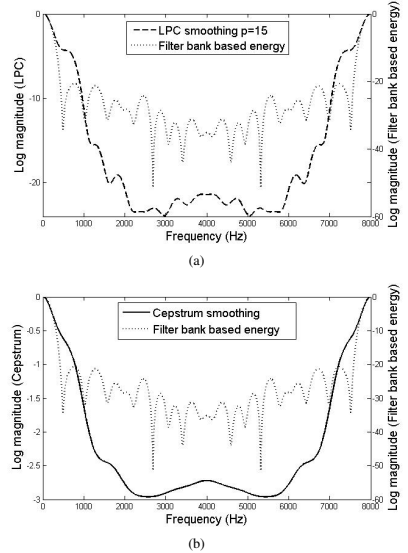 0
LPC smoothing p=15
Filter bank based energy
0
-10
-20
-20
-40
-60
Log magnitude (LPC)
Log magnitude (Filter bank based energy)
0 1000 2000 3000 4000 5000 6000 7000 8000
Frequency (Hz)
(a)
0
Cepstrum smoothing
Filter bank based energy
0
-0.5
-1
-1.5
-2
-2.5
-3
-10
-20
-30
-40
-50
-60
Log magnitude (Cepstrum)
Log magnitude (Filter bank based energy)
0 1000 2000 3000 4000 5000 6000 7000 8000
Frequency (Hz)
(b)